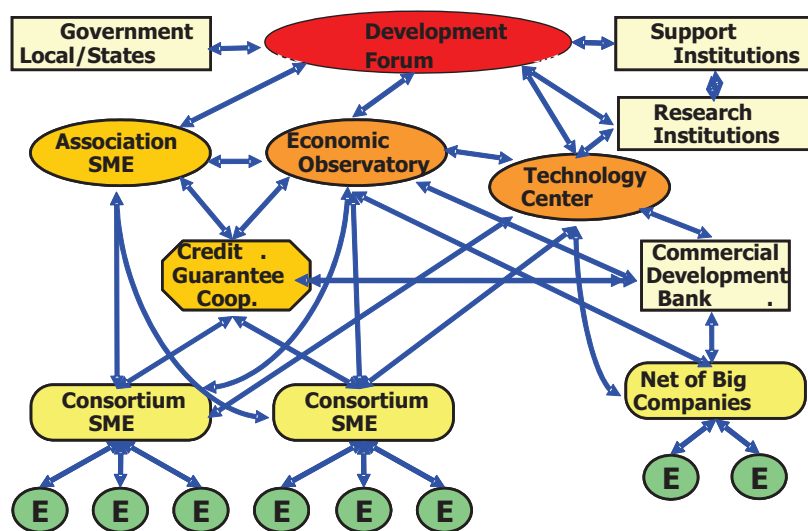 Government
Local/States
Development
Forum
Support
Institutions
Research
Institutions
Association
SME
Economic
Observatory
Technology
Center
Credit .
Guarantee
Coop.
Commercial
Development
Bank .
Consortium
SME
Consortium
SME
Net of Big
Companies
E
E
E
E
E
E
E
E